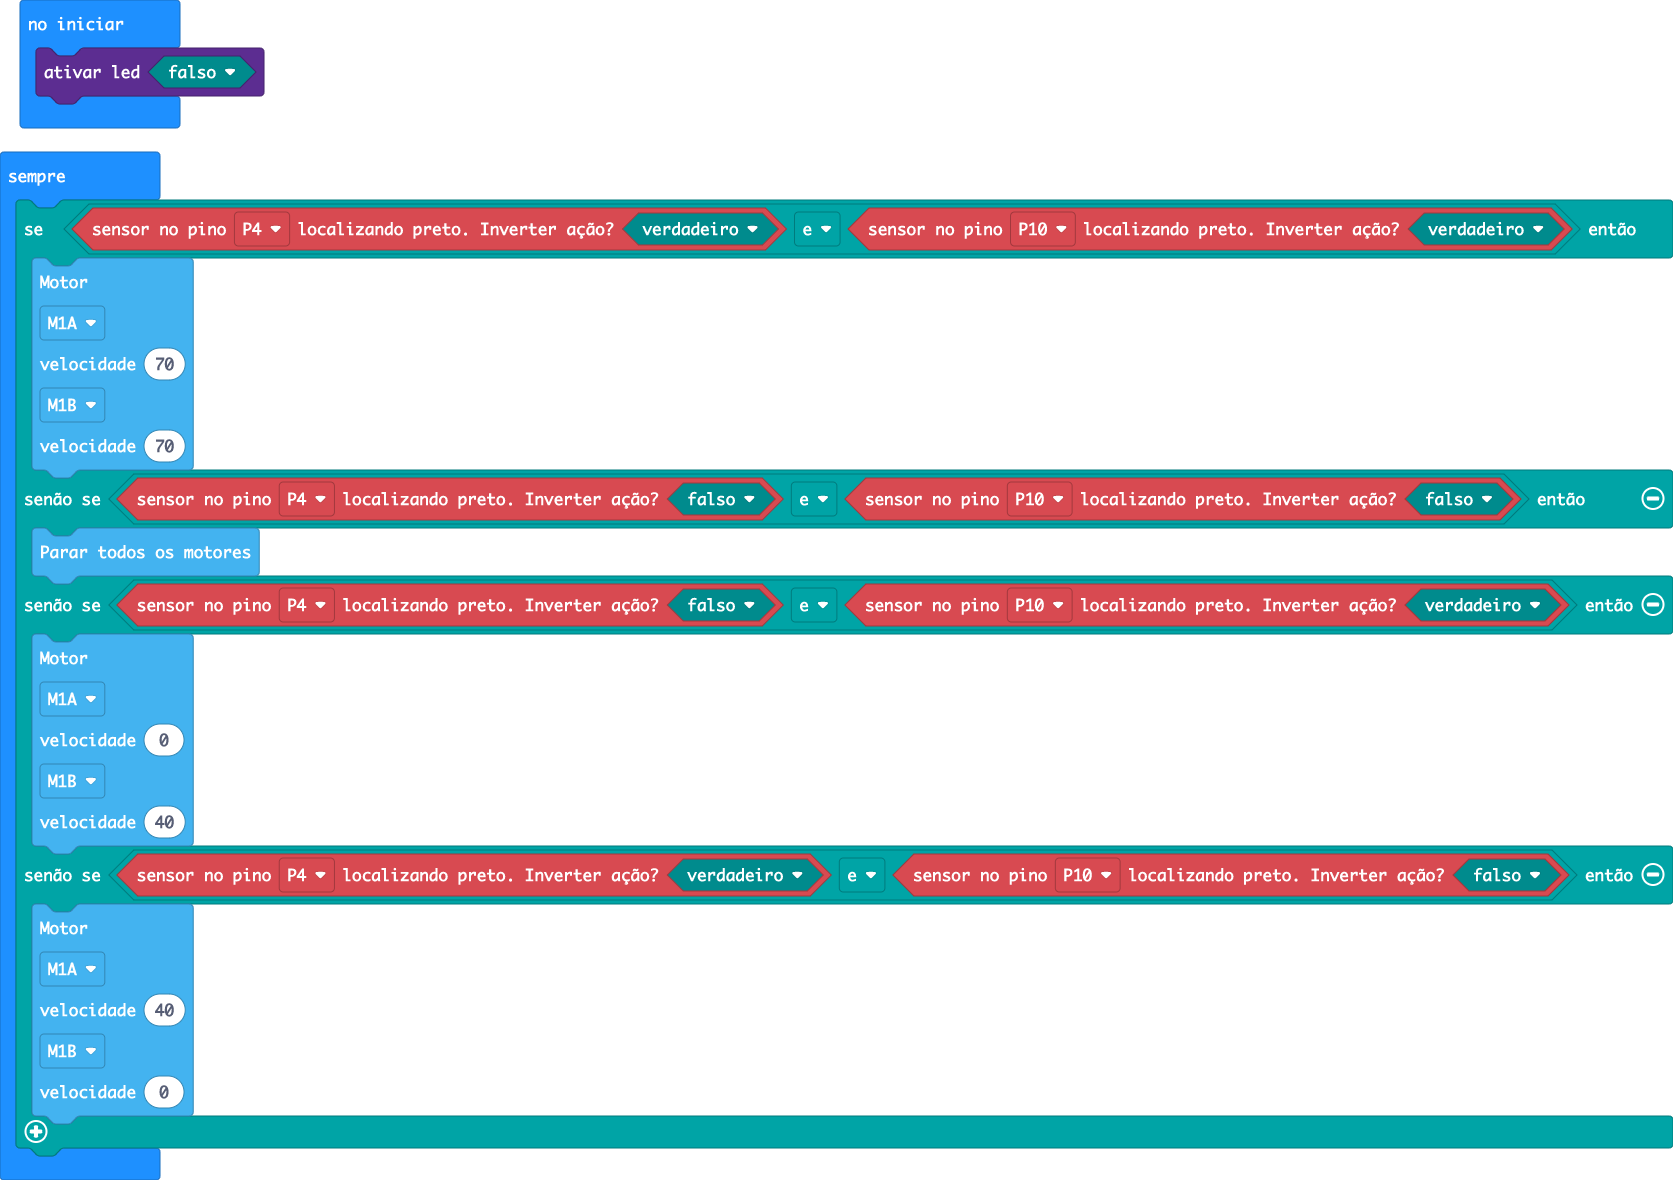 no iniciar
ativar led falso
sempre
se sensor no pino P4 localizando preto. Inverter ação? verdadeiro e sensor no pino P10 localizando preto. Inverter ação? verdadeiro então
Motor
M1A
velocidade 70
M1B
velocidade 70
senão se sensor no pino P4 localizando preto. Inverter ação? falso e sensor no pino P10 localizando preto. Inverter ação? falso então
Parar todos os motores
senão se sensor no pino P4 localizando preto. Inverter ação? falso e sensor no pino P10 localizando preto. Inverter ação? verdadeiro então
Motor
M1A
velocidade 0
M1B
velocidade 40
senão se sensor no pino P4 localizando preto. Inverter ação? verdadeiro e sensor no pino P10 localizando preto. Inverter ação? falso então
Motor
M1A
velocidade 40
M1B
velocidade 0